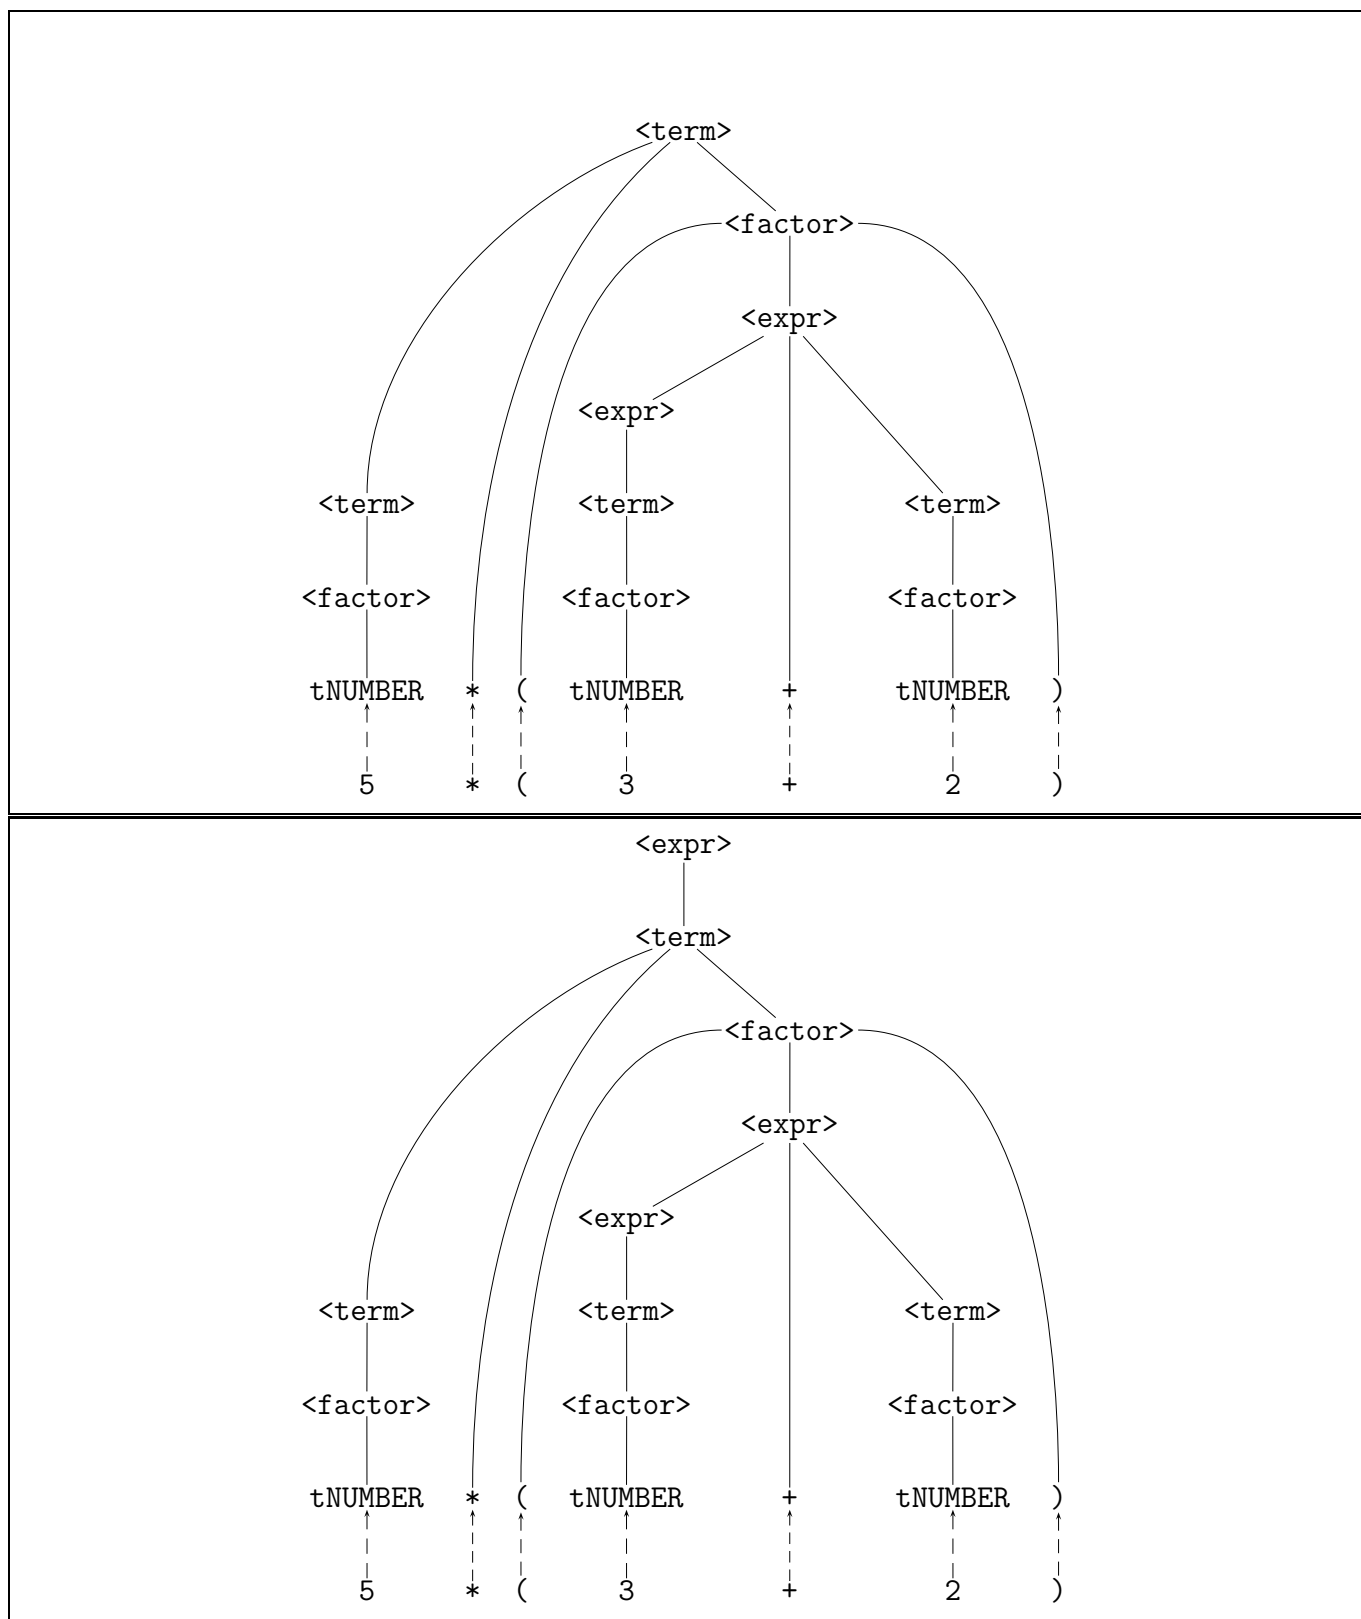 <term>
<factor>
<expr>
<expr>
<term> <term> <term>
<factor> <factor> <factor>
tNUMBER * ( tNUMBER + tNUMBER )
5 * ( 3 + 2 )
<expr>
<term>
<factor>
<expr>
<expr>
<term> <term> <term>
<factor> <factor> <factor>
tNUMBER * ( tNUMBER + tNUMBER )
5 * ( 3 + 2 )